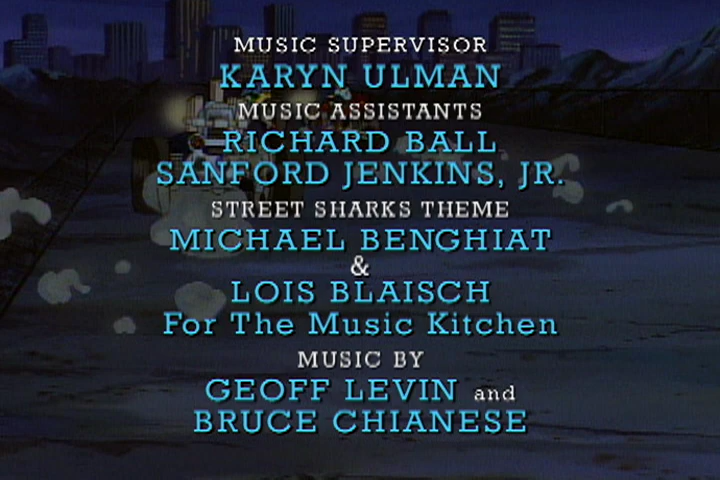 MUSIC SUPERVISOR
KARYN ULMAN
MUSIC ASSISTANTS
RICHARD BALL
SANFORD JENKINS, JR.
STREET SHARKS THEME
MICHAEL BENGHIAT
&
LOIS BLAISCH
For The Music Kitchen
MUSIC BY
GEOFF LEVIN and
BRUCE CHIANESE